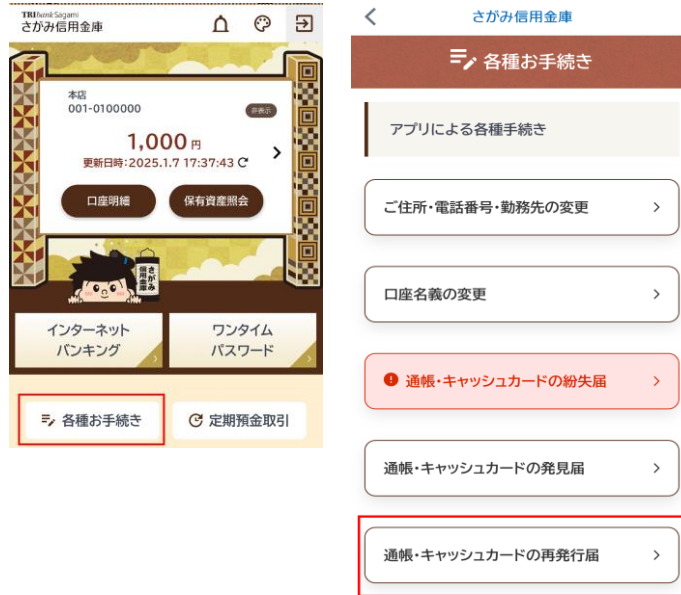 TRIbank Sagami
さがみ信用金庫
本店
001-0100000
非表示
1,000 円
更新日時:2025.1.7 17:37:43
口座明細
保有資産照会
さがみ
信用金庫
インターネット
バンキング
ワンタイム
パスワード
各種お手続き
定期預金取引
さがみ信用金庫
各種お手続き
アプリによる各種手続き
ご住所・電話番号・勤務先の変更
口座名義の変更
通帳・キャッシュカードの紛失届
通帳・キャッシュカードの発見届
通帳・キャッシュカードの再発行届